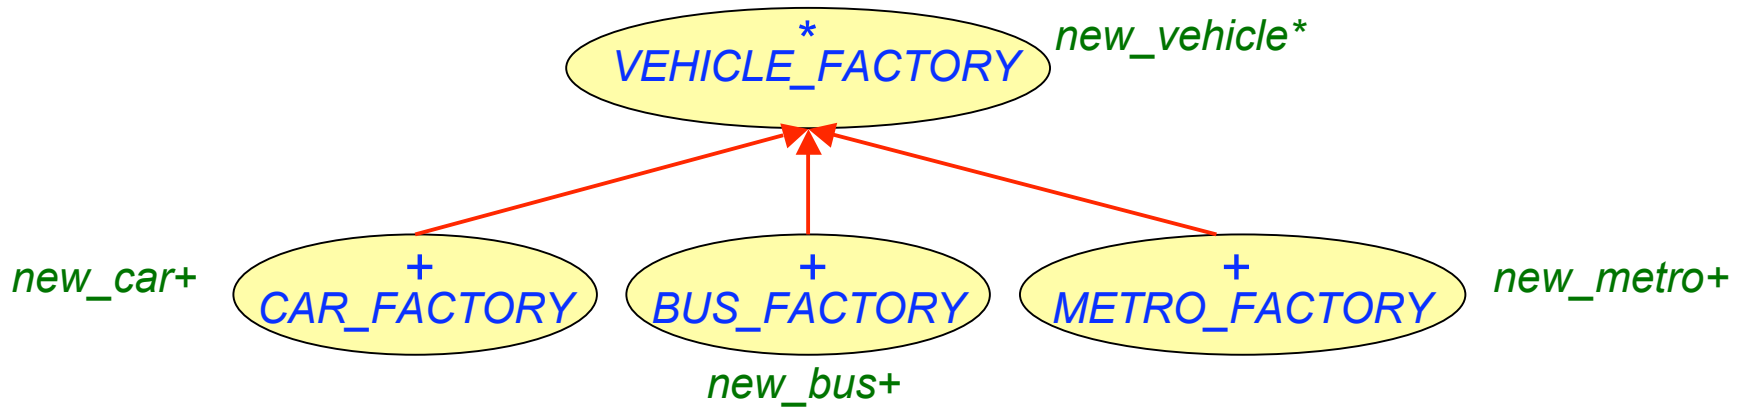 *
VEHICLE_FACTORY
new_vehicle*
new_car+
+
CAR_FACTORY
+
BUS_FACTORY
new_bus+
+
METRO_FACTORY
new_metro+